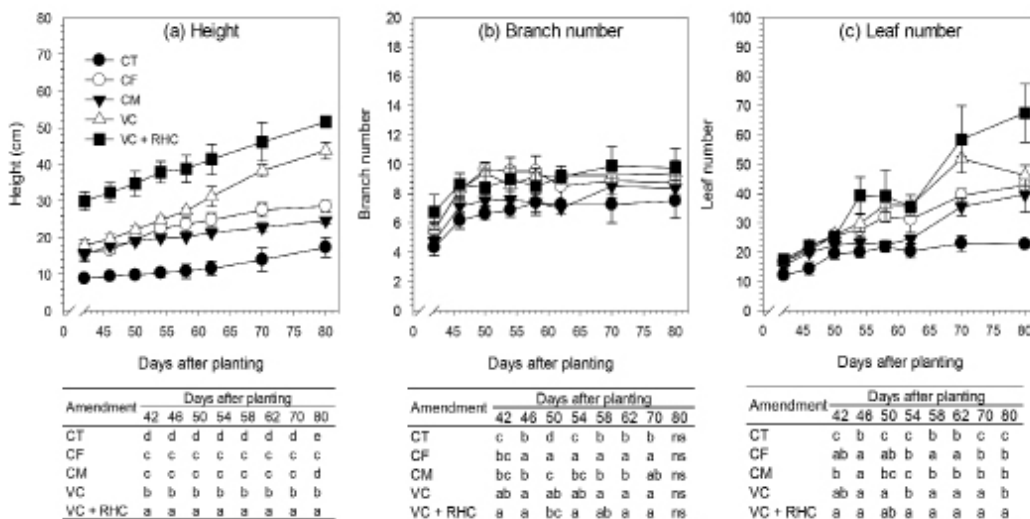 (a) Height
(b) Branch number
(c) Leaf number
CT
CF
CM
VC
VC + RHC
Height (cm)
Branch number
Leaf number
80
70
60
50
40
30
20
10
0
20
18
16
14
12
10
8
6
4
2
0
100
90
80
70
60
50
40
30
20
10
0
0 45 50 55 60 65 70 75 80
0 45 50 55 60 65 70 75 80
0 45 50 55 60 65 70 75 80
Days after planting
Days after planting
Days after planting
Amendment Days after planting
42 46 50 54 58 62 70 80
CT d d d d d d d e
CF c c c c c c c c
CM c c c c c c c d
VC b b b b b b b b
VC + RHC a a a a a a a a
Amendment Days after planting
42 46 50 54 58 62 70 80
CT c b d c b b b ns
CF bc a a a a a a ns
CM bc b c bc b b ab ns
VC ab a ab ab a a a ns
VC + RHC a a bc a ab a a ns
Amendment Days after planting
42 46 50 54 58 62 70 80
CT c b c c b b c c
CF ab a ab b a a b b
CM b a bc c b b b b
VC ab a a b a a a b
VC + RHC a a ab a a a a a